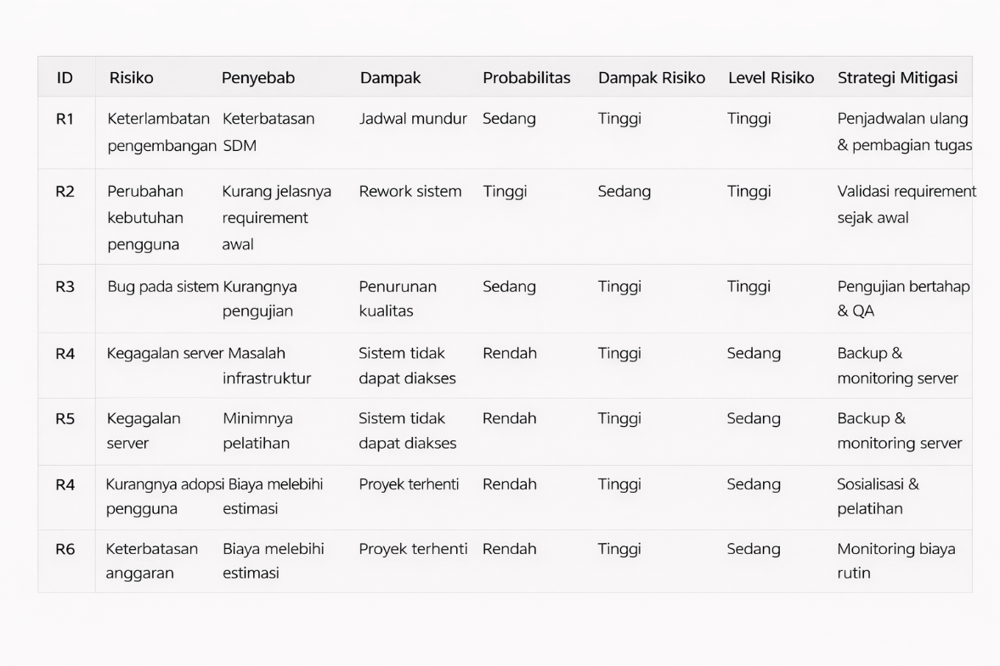 ID Risiko Penyebab Dampak Probabilitas Dampak Risiko Level Risiko Strategi Mitigasi
R1 Keterlambatan Keterbatasan Jadwal mundur Sedang Tinggi Tinggi Penjadwalan ulang
pengembangan SDM & pembagian tugas
R2 Perubahan Kurang jelasnya Rework sistem Tinggi Sedang Tinggi Validasi requirement
kebutuhan requirement sejak awal
pengguna awal
R3 Bug pada sistem Kurangnya Penurunan Sedang Tinggi Tinggi Pengujian bertahap
pengujian kualitas & QA
R4 Kegagalan server Masalah Sistem tidak Rendah Tinggi Sedang Backup &
infrastruktur dapat diakses monitoring server
R5 Kegagalan Minimnya Sistem tidak Rendah Tinggi Sedang Backup &
server pelatihan dapat diakses monitoring server
R4 Kurangnya adopsi Biaya melebihi Proyek terhenti Rendah Tinggi Sedang Sosialisasi &
pengguna estimasi pelatihan
R6 Keterbatasan Biaya melebihi Proyek terhenti Rendah Tinggi Sedang Monitoring biaya
anggaran estimasi rutin